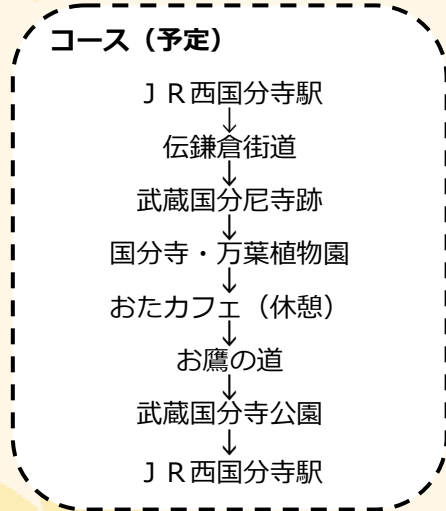 コース（予定）
ＪＲ西国分寺駅
↓
伝鎌倉街道
↓
武蔵国分尼寺跡
↓
国分寺・万葉植物園
↓
おたカフェ（休憩）
↓
お鷹の道
↓
武蔵国分寺公園
↓
ＪＲ西国分寺駅